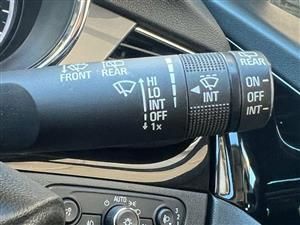 FRONT REAR
HI
LO
INT
OFF
1x
INT
REAR
ON
OFF
INT
AUTO